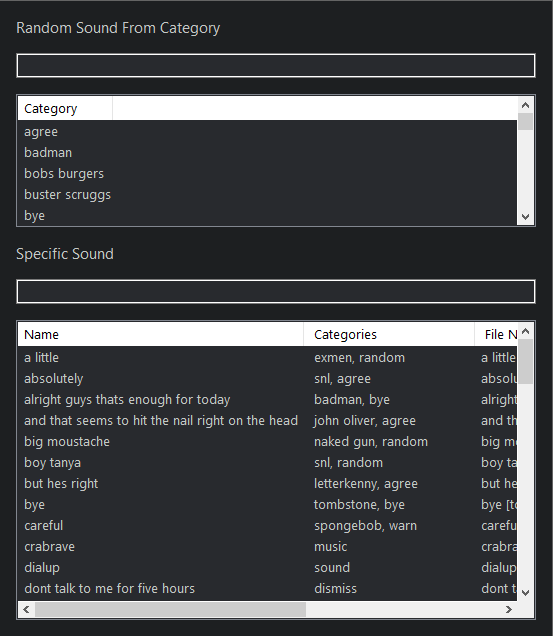 Random Sound From Category
Category
agree
badman
bobs burgers
buster scruggs
bye
Specific Sound
Name Categories File N
a little exmen, random a little
absolutely snl, agree absolu
alright guys thats enough for today badman, bye alright
and that seems to hit the nail right on the head john oliver, agree and th
big moustache naked gun, random big m
boy tanya snl, random boy ta
but hes right letterkenny, agree but he
bye tombstone, bye bye [to
careful spongebob, warn carefu
crabrave music crabra
dialup sound dialup
dont talk to me for five hours dismiss dont t